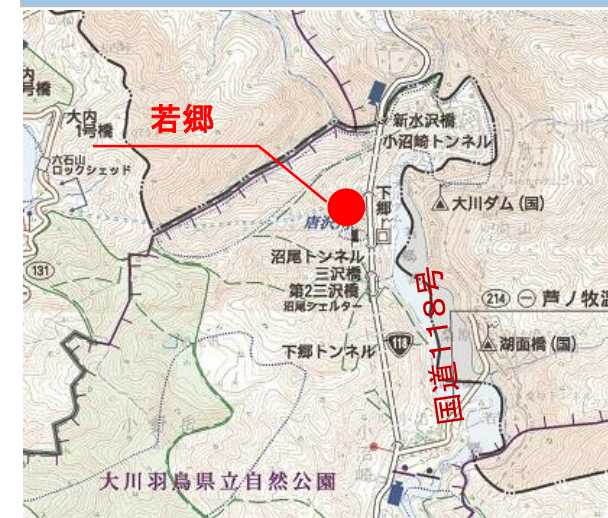 内
号橋
大内
1号橋
若郷
新水沢橋
小沼崎トンネル
六石山
ロックシェッド
下郷
大川ダム(国)
唐沢
沼尾トンネル
三沢橋
第2三沢橋
沼尾シェルター
131
214
芦ノ牧温
下郷トンネル
118
国道118号
湖面橋(国)
大川羽鳥県立自然公園